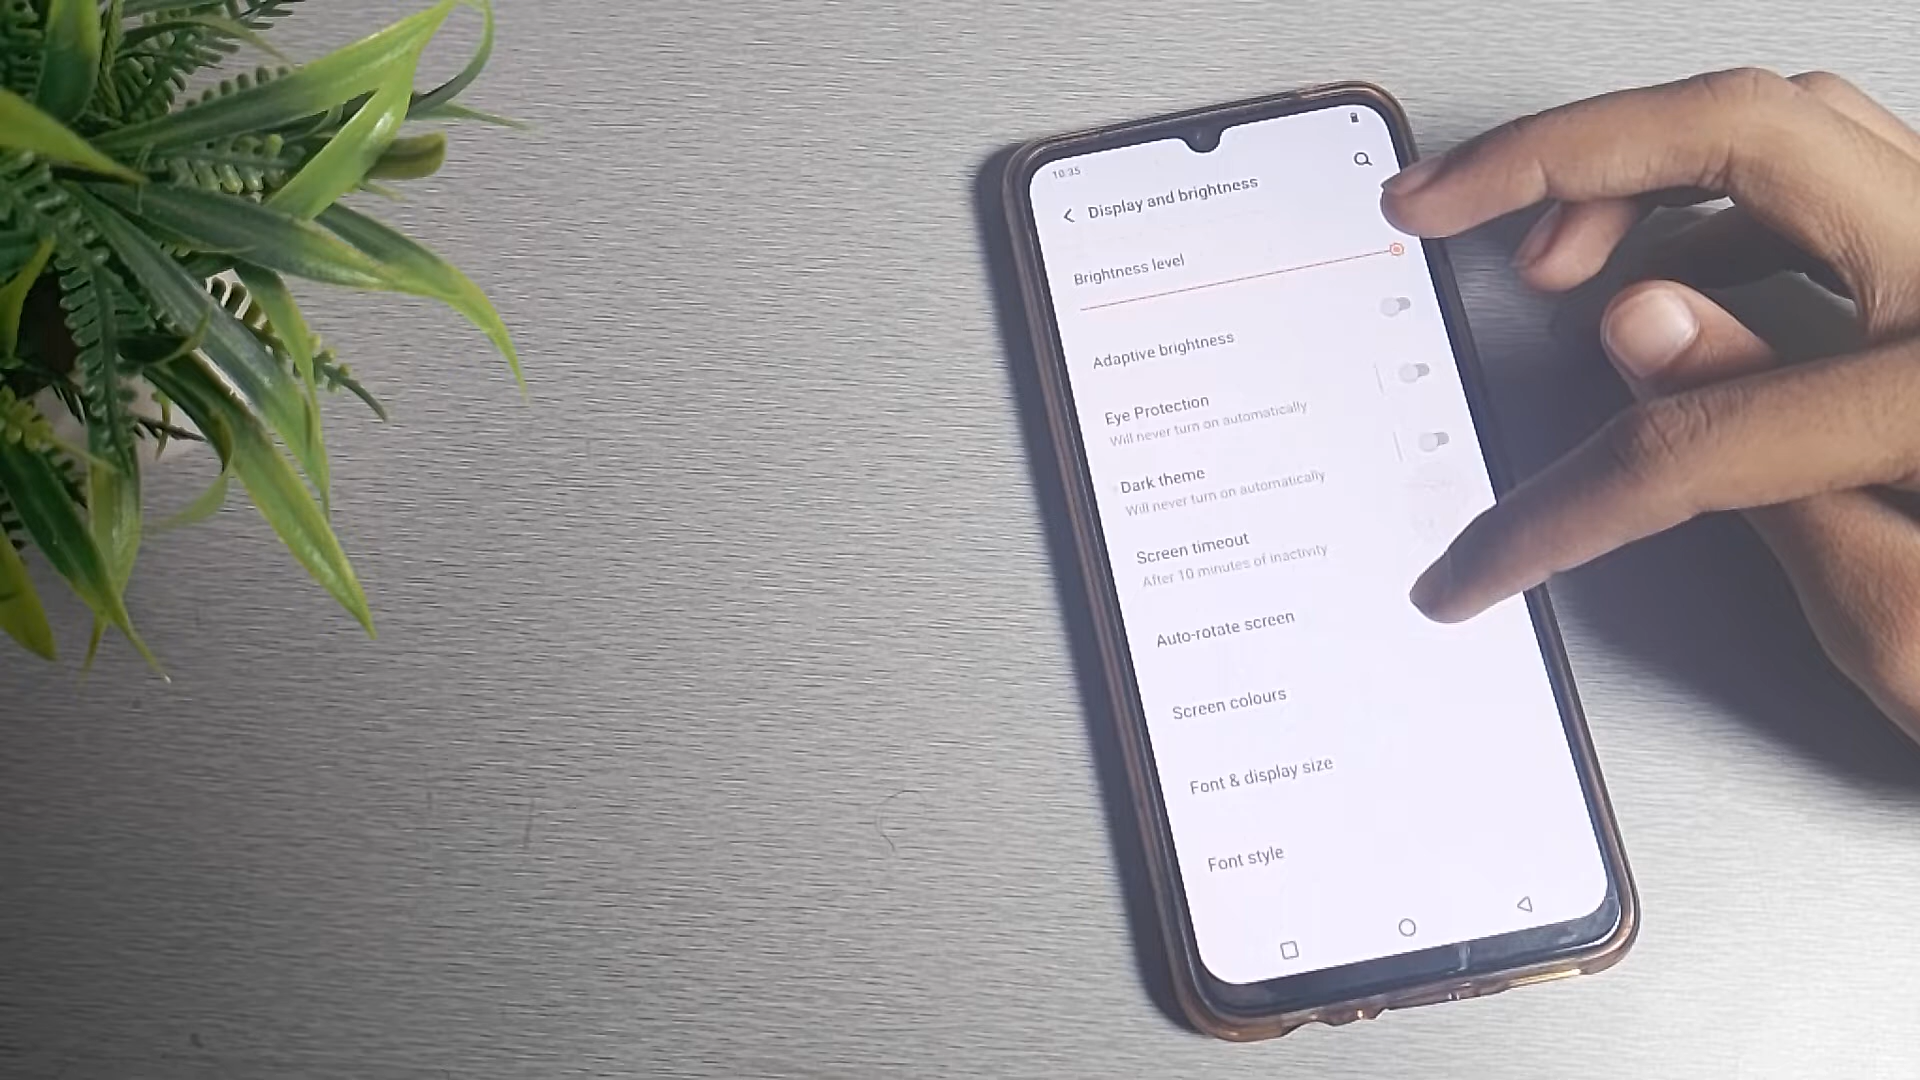 10:35
Display and brightness
Brightness level
Adaptive brightness
Eye Protection
Will never turn on automatically
Dark theme
Will never turn on automatically
Screen timeout
After 10 minutes of inactivity
Auto-rotate screen
Screen colours
Font & display size
Font style